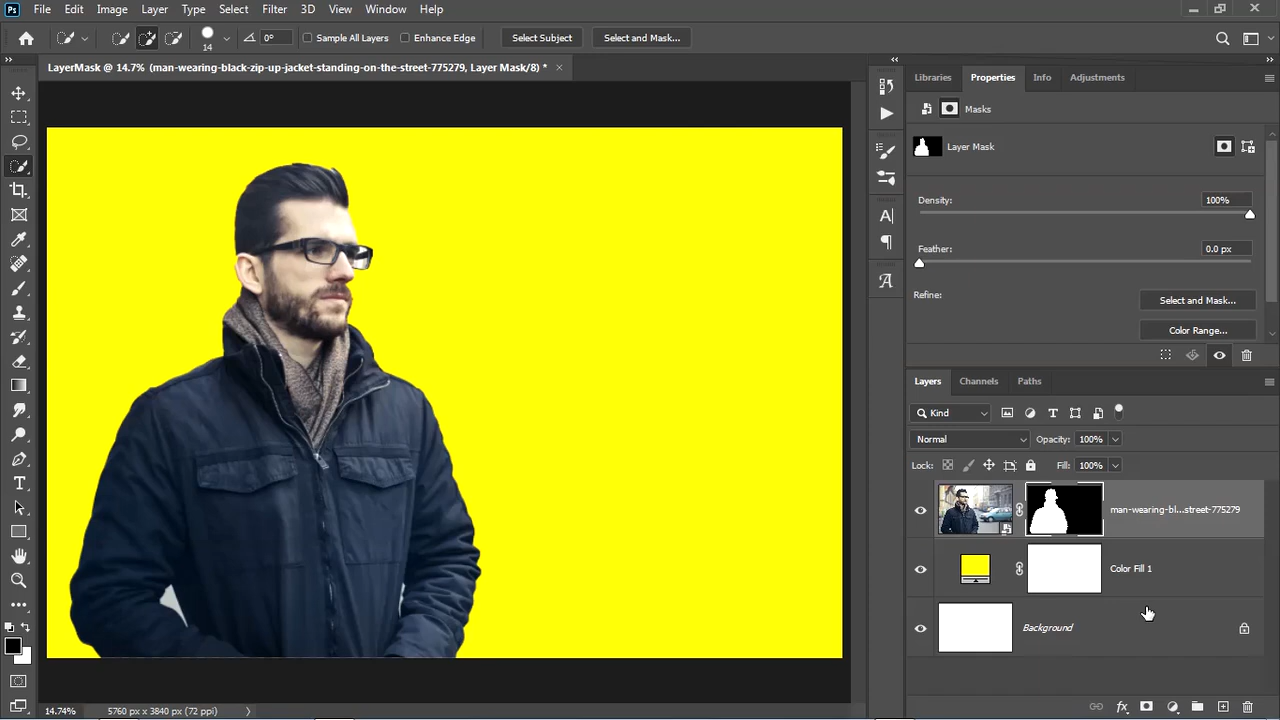 Ps File Edit Image Layer Type Select Filter 3D View Window Help
14 0° Sample All Layers Enhance Edge Select Subject Select and Mask...
LayerMask @ 14.7% (man-wearing-black-zip-up-jacket-standing-on-the-street-775279, Layer Mask/8) * ×
Libraries Properties Info Adjustments
Masks
Layer Mask
Density: 100%
Feather: 0.0 px
Refine: Select and Mask...
Color Range...
Layers Channels Paths
Kind
Normal Opacity: 100%
Lock: Fill: 100%
man-wearing-bl...street-775279
Color Fill 1
Background
14.74% 5760 px x 3840 px (72 ppi)